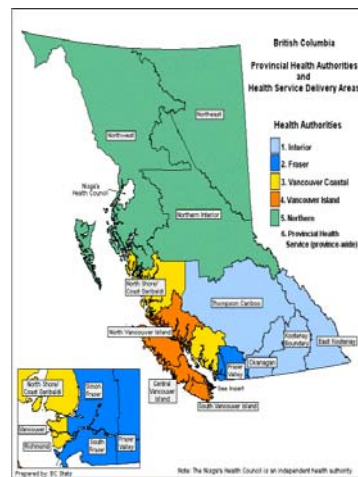 British Columbia
Provincial Health Authorities
and
Health Service Delivery Areas
Health Authorities
1. Interior
2. Fraser
3. Vancouver Coastal
4. Vancouver Island
5. Northern
6. Provincial Health
Service (province-wide)
Northeast
Northwest
Nisga'a
Health Council
Northern Interior
North Shore/
Coast Garibaldi
Thompson Cariboo
North Vancouver Island
Kootenay
Boundary
East Kootenay
Okanagan
Fraser
Valley
Central
Vancouver
Island
See Insert
South Vancouver Island
North Shore/
Coast Garibaldi
Simon
Fraser
Vancouver
Richmond
South
Fraser
Fraser
Valley
Prepared by: BC Stats
Note: The Nisga'a Health Council is an independent health authority.